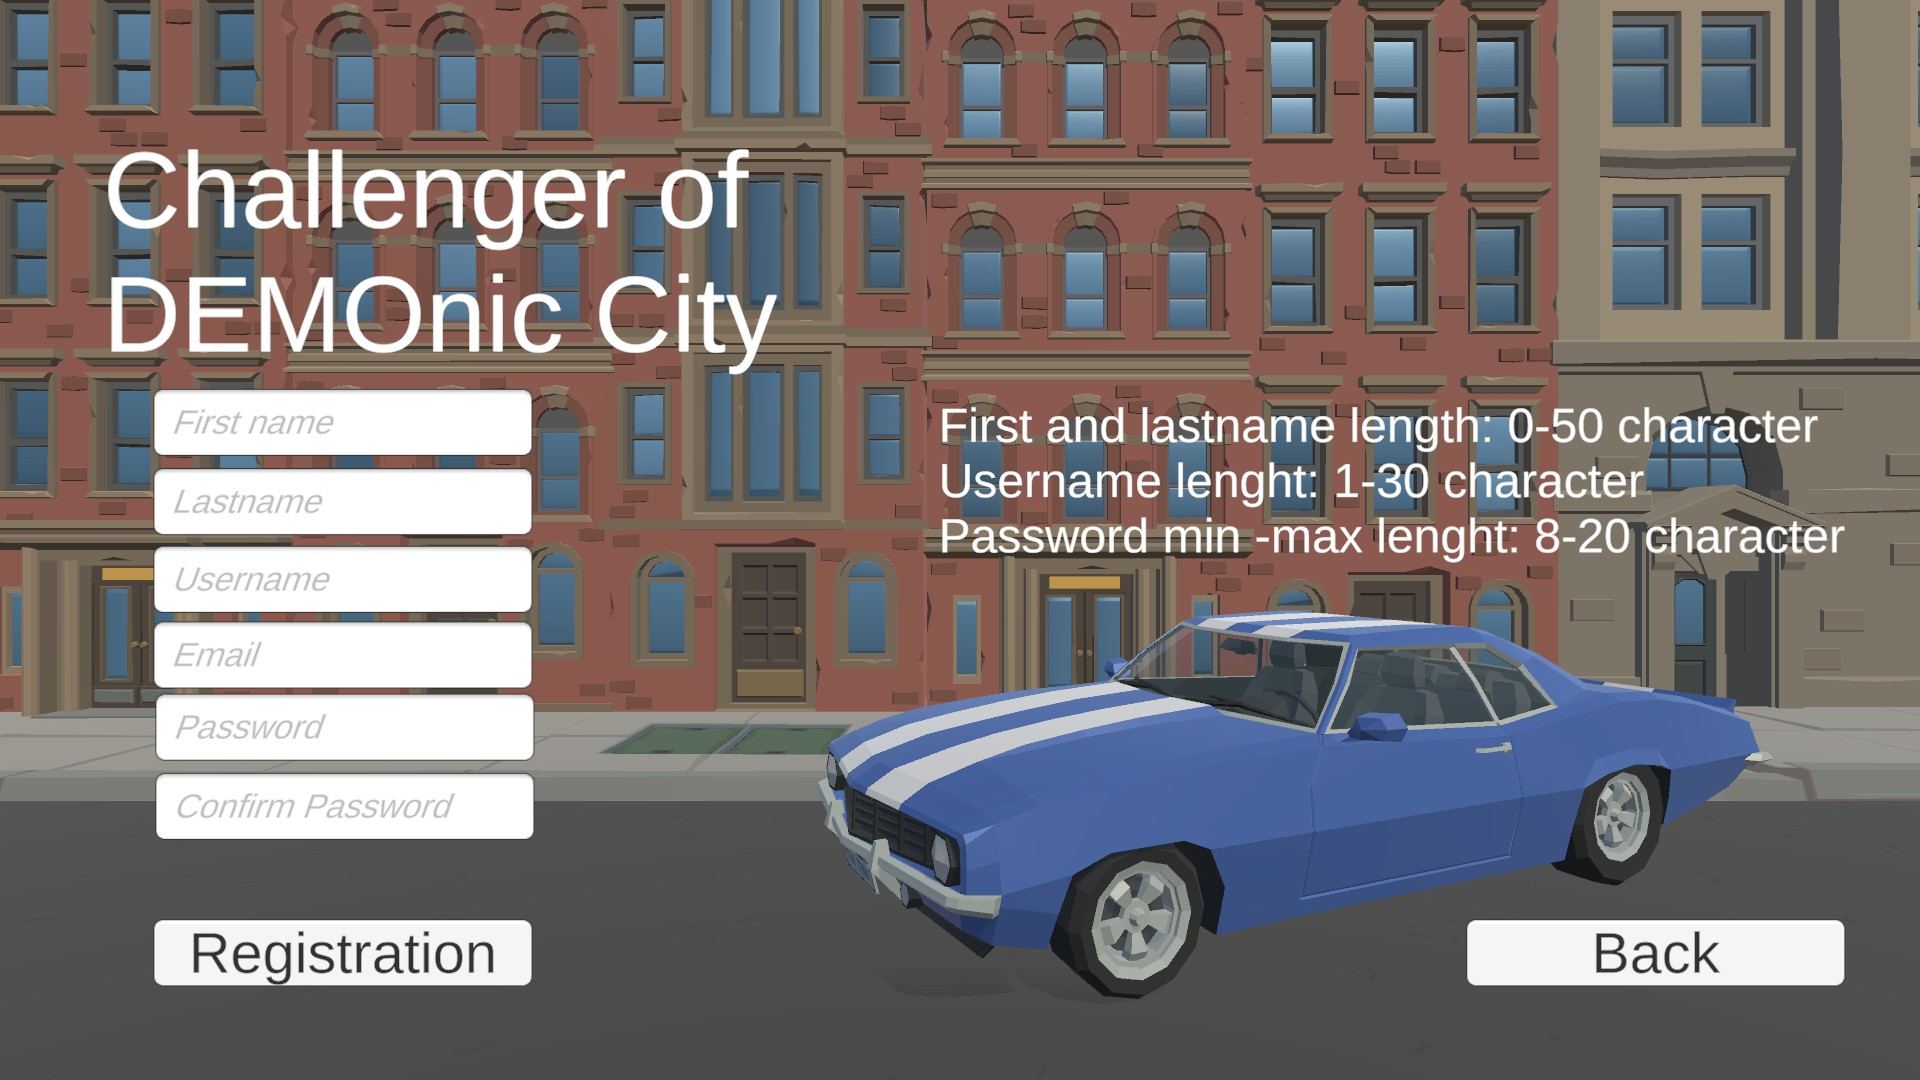 Challenger of
DEMOnic City
First name
Lastname
Username
Email
Password
Confirm Password
First and lastname length: 0-50 character
Username lenght: 1-30 character
Password min -max lenght: 8-20 character
Registration
Back